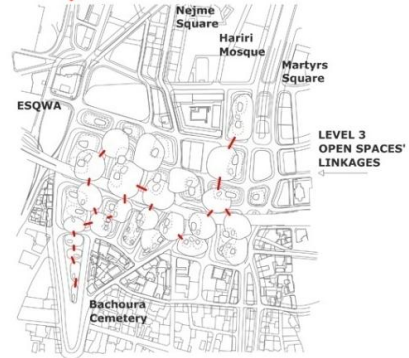 Nejme
Square
Hariri
Mosque
Martyrs
Square
ESQWA
LEVEL 3
OPEN SPACES'
LINKAGES
Bachoura
Cemetery